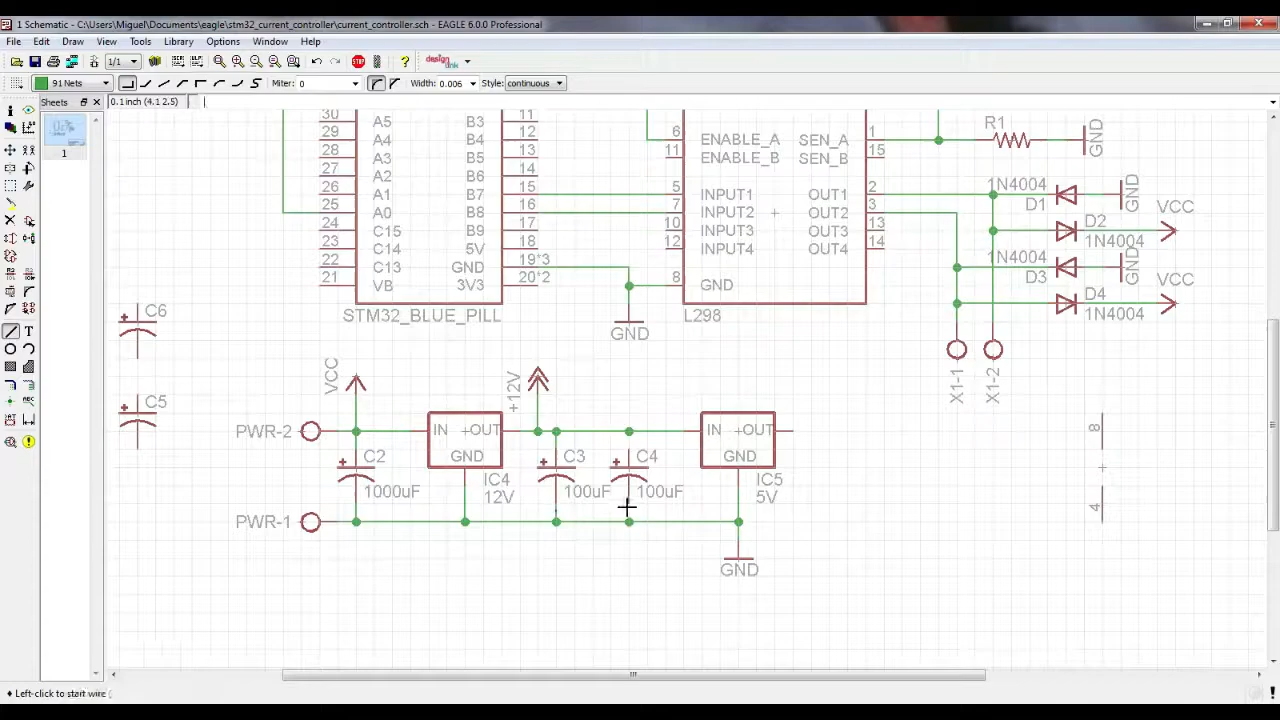 1 Schematic - C:\Users\Miguel\Documents\eagle\stm32_current_controller\current_controller.sch - EAGLE 6.0.0 Professional
File Edit Draw View Tools Library Options Window Help
1/1 STOP ? design link
91 Nets Miter: 0 Width: 0.006 Style: continuous
Sheets 0.1 inch (4.1 2.5)
1
30 A5 B3 11
29 A4 B4 12
28 A3 B5 13
27 A2 B6 14
26 A1 B7 15
25 A0 B8 16
24 C15 B9 17
23 C14 5V 18
22 C13 GND 19*3
21 VB 3V3 20*2
STM32_BLUE_PILL
GND
6 ENABLE_A SEN_A 1
11 ENABLE_B SEN_B 15
5 INPUT1 OUT1 2
7 INPUT2 OUT2 3
10 INPUT3 OUT3 13
12 INPUT4 OUT4 14
8 GND
L298
R1 GND
1N4004 GND
D1 VCC
D2
1N4004
1N4004 GND
D3 VCC
D4
1N4004
X1-1 X1-2
C6
C5
VCC +12V
PWR-2 IN +OUT IN +OUT
GND GND
C2 C3 C4
1000uF 100uF 100uF
IC4 IC5
12V 5V
PWR-1
GND
8
4
Left-click to start wire